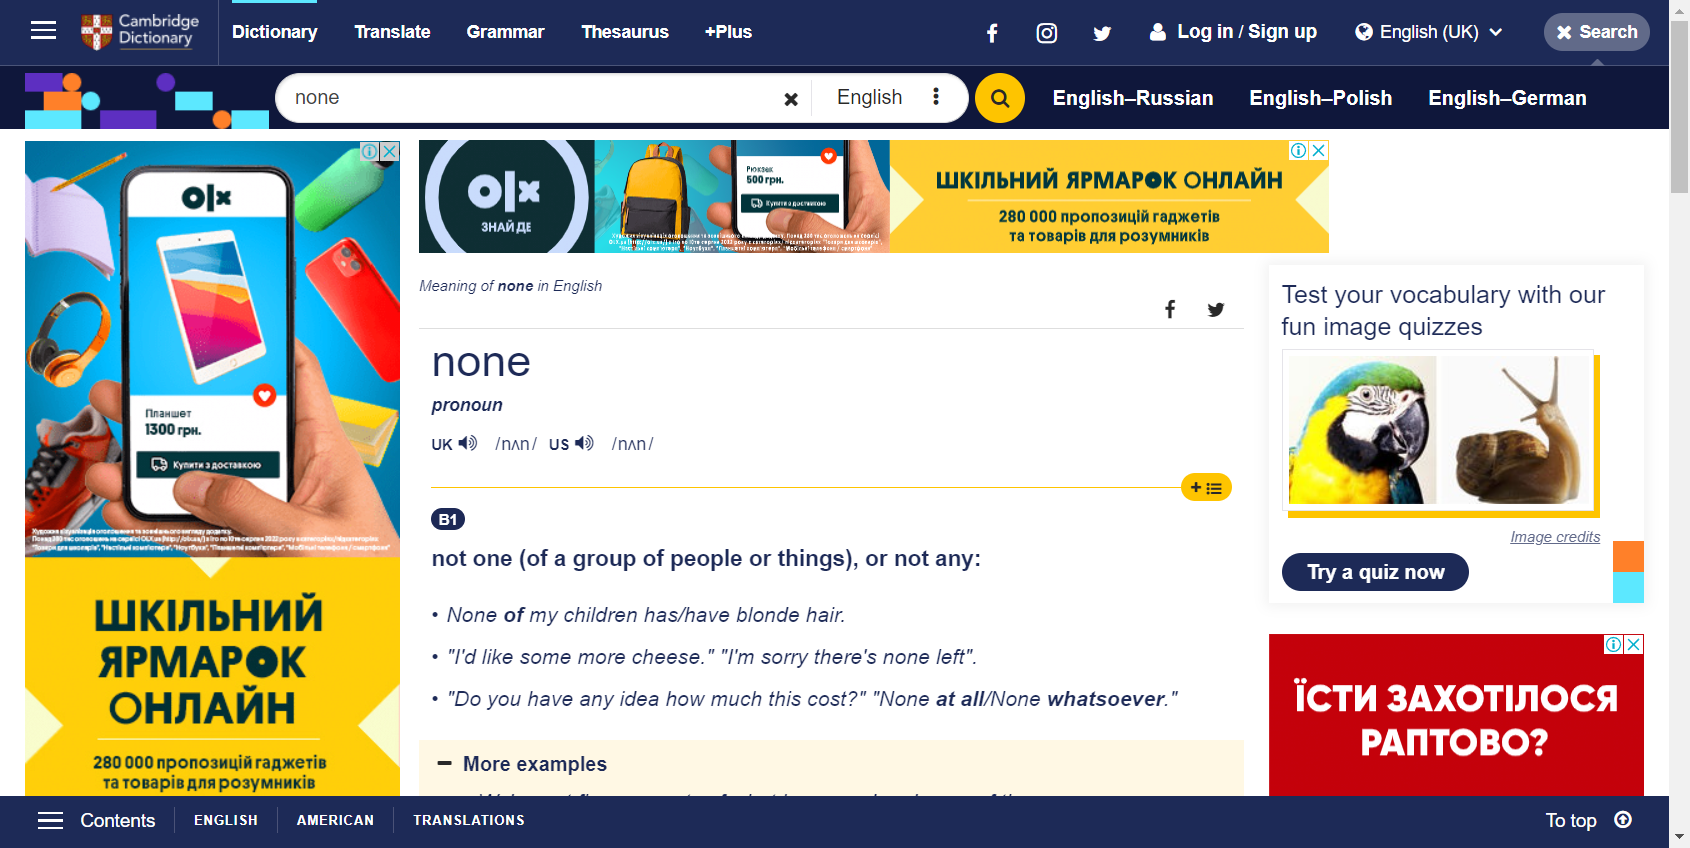 Cambridge Dictionary
Dictionary
Translate
Grammar
Thesaurus
+Plus
Log in / Sign up
English (UK)
Search
none
English
English–Russian
English–Polish
English–German
olx
Планшет
1300 грн.
Купити з доставкою
ШКІЛЬНИЙ
ЯРМАРОК
ОНЛАЙН
280 000 пропозицій гаджетів
та товарів для розумників
olx
ЗНАЙДЕ
Рюкзак
500 грн.
Купити з доставкою
ШКІЛЬНИЙ ЯРМАРОК ОНЛАЙН
280 000 пропозицій гаджетів
та товарів для розумників
Meaning of none in English
none
pronoun
UK /nʌn/ US /nʌn/
B1
not one (of a group of people or things), or not any:
• None of my children has/have blonde hair.
• "I'd like some more cheese." "I'm sorry there's none left".
• "Do you have any idea how much this cost?" "None at all/None whatsoever."
More examples
Test your vocabulary with our
fun image quizzes
Image credits
Try a quiz now
ЇСТИ ЗАХОТІЛОСЯ
РАПТОВО?
Contents
ENGLISH
AMERICAN
TRANSLATIONS
To top